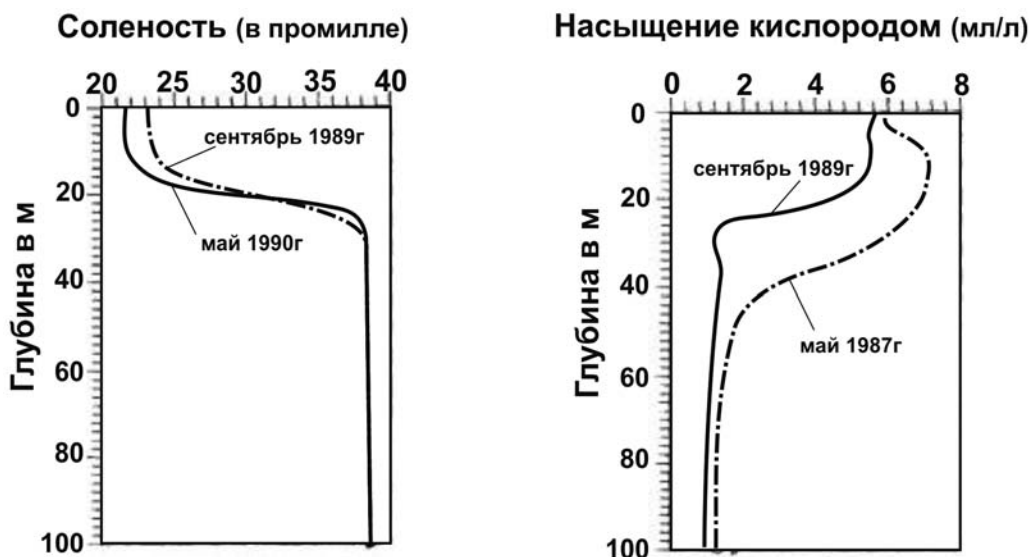 Соленость (в промилле)
20 25 30 35 40
0
20
40
60
80
100
Глубина в м
сентябрь 1989г
май 1990г
Насыщение кислородом (мл/л)
0 2 4 6 8
0
20
40
60
80
100
Глубина в м
сентябрь 1989г
май 1987г